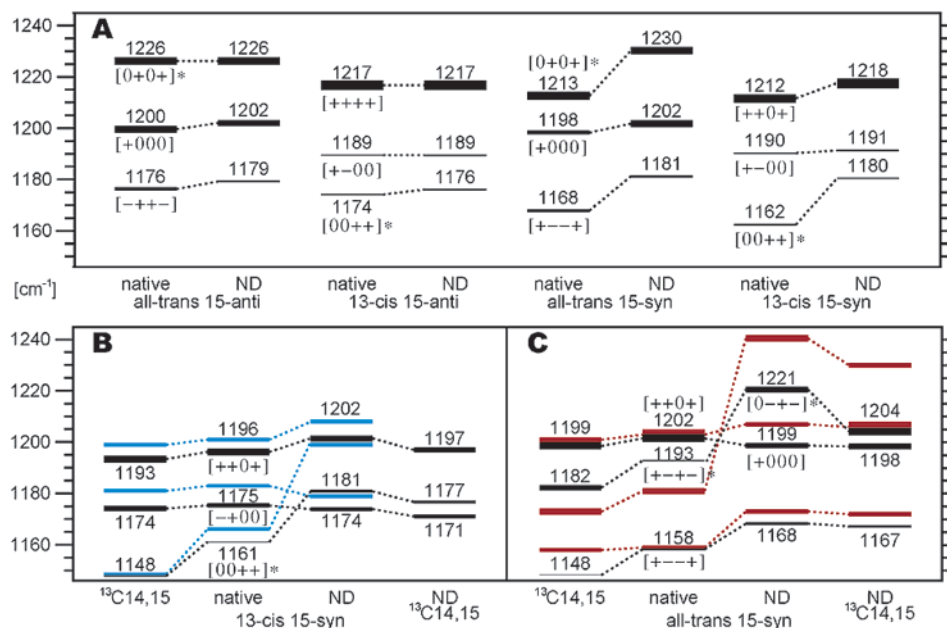 A
1240
1220
1200
1180
1160
[cm⁻¹]
1226 1226
[0+0+]*
1200 1202
[+000]
1176 1179
[-++-]
1217 1217
[++++]
1189 1189
[+-00]
1174 1176
[00++]*
[0+0+]* 1230
1213
1198 1202
[+000]
1168 1181
[+--+]
1212 1218
[++0+]
1190 1191
[+-00]
1180
1162
[00++]*
native ND native ND native ND native ND
all-trans 15-anti 13-cis 15-anti all-trans 15-syn 13-cis 15-syn
B
1240
1220
1200
1180
1160
1196 1202
1193 [++0+] 1197
1175 1181 1177
1174 [-+00] 1174 1171
1148 1161
[00++]*
¹³C14,15 native ND ND
13-cis 15-syn ¹³C14,15
C
[++0+] 1221
1199 1202 [0-+-]* 1204
1182 1193 1199 1198
[+-+-]* [+000]
1158 1168 1167
1148 [+--+]
¹³C14,15 native ND ND
all-trans 15-syn ¹³C14,15